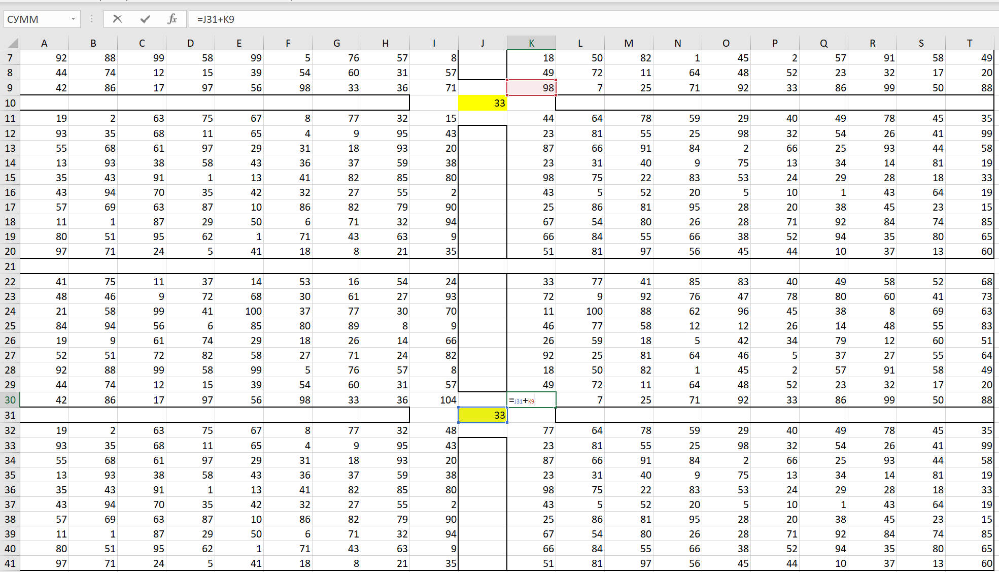 СУММ fx =J31+K9
A B C D E F G H I J K L M N O P Q R S T
7 92 88 99 58 99 5 76 57 8 18 50 82 1 45 2 57 91 58 49
8 44 74 12 15 39 54 60 31 57 49 72 11 64 48 52 23 32 17 20
9 42 86 17 97 56 98 33 36 71 98 7 25 71 92 33 86 99 50 88
10 33
11 19 2 63 75 67 8 77 32 15 44 64 78 59 29 40 49 78 45 35
12 93 35 68 11 65 4 9 95 43 23 81 55 25 98 32 54 26 41 99
13 55 68 61 97 29 31 18 93 20 87 66 91 84 2 66 25 93 44 58
14 13 93 38 58 43 36 37 59 38 23 31 40 9 75 13 34 14 81 19
15 35 43 91 1 13 41 82 85 80 98 75 22 83 53 24 29 28 18 33
16 43 94 70 35 42 32 27 55 2 43 5 52 20 5 10 1 43 64 19
17 57 69 63 87 10 86 82 79 90 25 86 81 95 28 20 38 45 23 15
18 11 1 87 29 50 6 71 32 94 67 54 80 26 28 71 92 84 74 85
19 80 51 95 62 1 71 43 63 9 66 84 55 66 38 52 94 35 80 65
20 97 71 24 5 41 18 8 21 35 51 81 97 56 45 44 10 37 13 60
21
22 41 75 11 37 14 53 16 54 24 33 77 41 85 83 40 49 58 52 68
23 48 46 9 72 68 30 61 27 93 72 9 92 76 47 78 80 60 41 73
24 21 58 99 41 100 37 77 30 70 11 100 88 62 96 45 38 8 69 63
25 84 94 56 6 85 80 89 8 9 46 77 58 12 12 26 14 48 55 83
26 19 9 61 74 29 18 26 14 66 26 59 18 5 42 34 79 12 60 51
27 52 51 72 82 58 27 71 24 82 92 25 81 64 46 5 37 27 55 64
28 92 88 99 58 99 5 76 57 8 18 50 82 1 45 2 57 91 58 49
29 44 74 12 15 39 54 60 31 57 49 72 11 64 48 52 23 32 17 20
30 42 86 17 97 56 98 33 36 104 =J31+K9 7 25 71 92 33 86 99 50 88
31 33
32 19 2 63 75 67 8 77 32 48 77 64 78 59 29 40 49 78 45 35
33 93 35 68 11 65 4 9 95 43 23 81 55 25 98 32 54 26 41 99
34 55 68 61 97 29 31 18 93 20 87 66 91 84 2 66 25 93 44 58
35 13 93 38 58 43 36 37 59 38 23 31 40 9 75 13 34 14 81 19
36 35 43 91 1 13 41 82 85 80 98 75 22 83 53 24 29 28 18 33
37 43 94 70 35 42 32 27 55 2 43 5 52 20 5 10 1 43 64 19
38 57 69 63 87 10 86 82 79 90 25 86 81 95 28 20 38 45 23 15
39 11 1 87 29 50 6 71 32 94 67 54 80 26 28 71 92 84 74 85
40 80 51 95 62 1 71 43 63 9 66 84 55 66 38 52 94 35 80 65
41 97 71 24 5 41 18 8 21 35 51 81 97 56 45 44 10 37 13 60